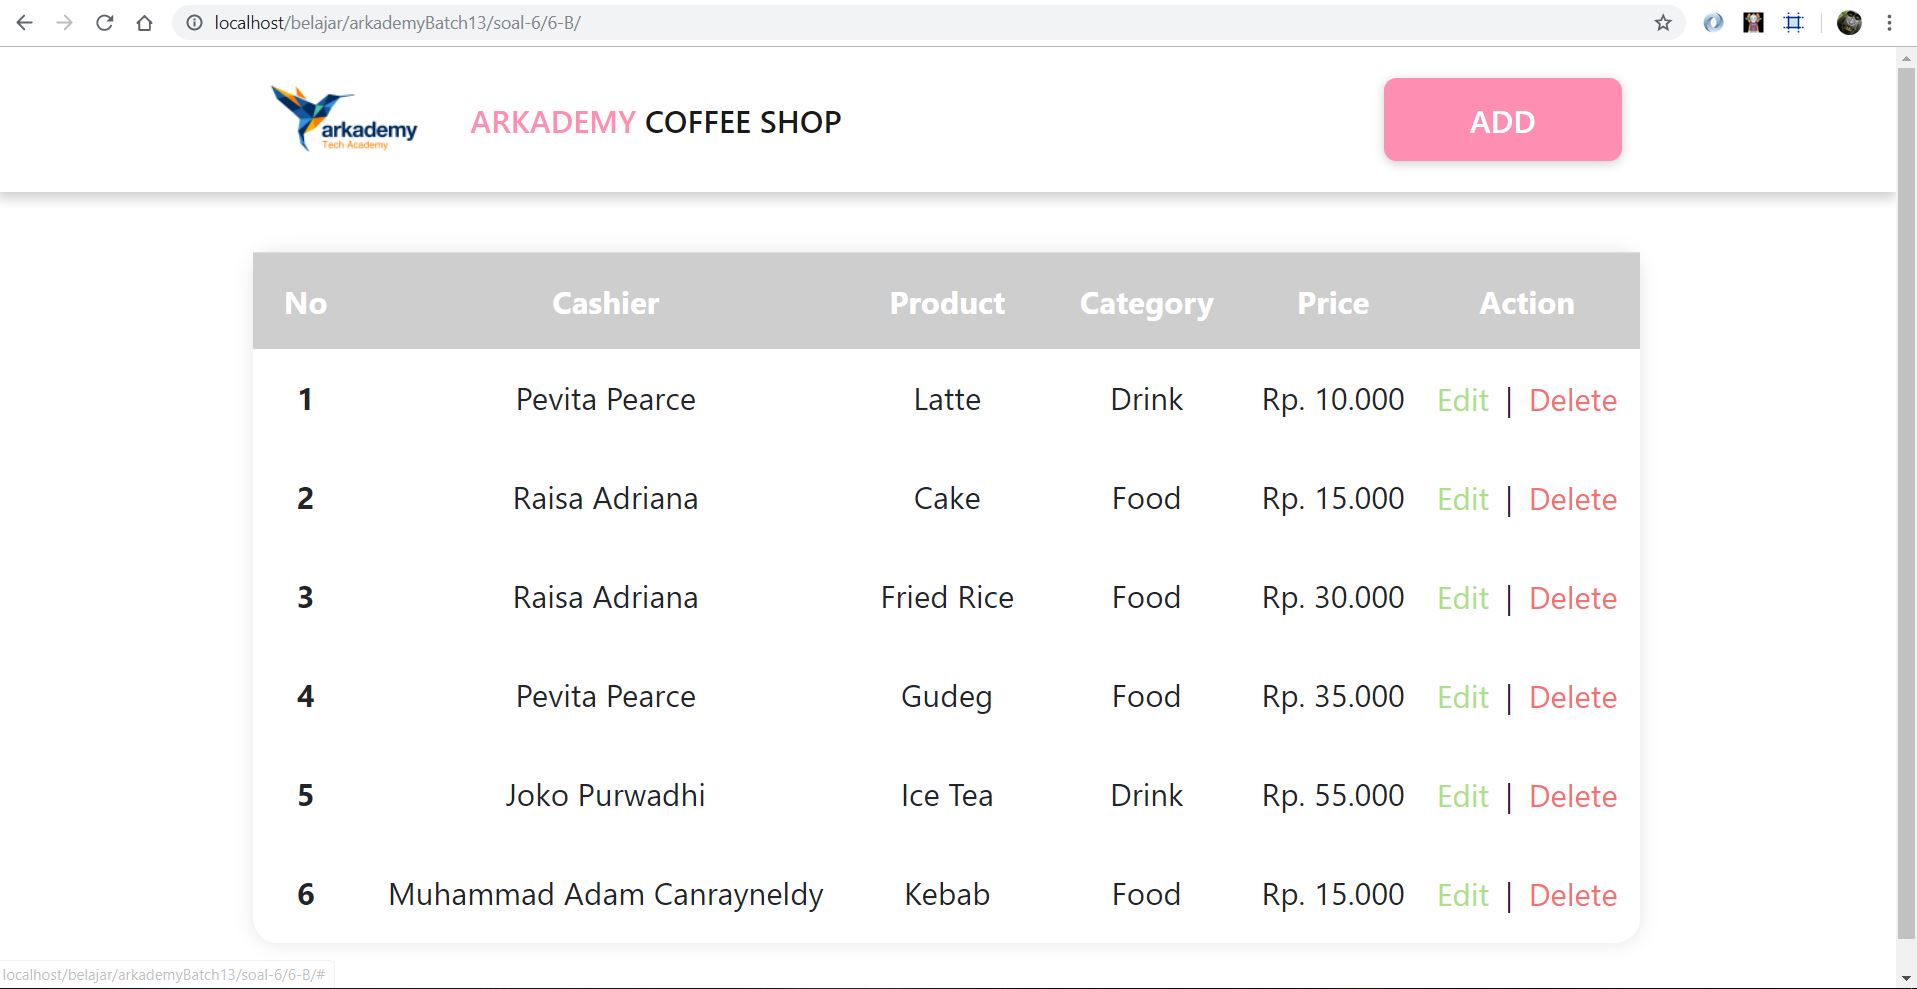 localhost/belajar/arkademyBatch13/soal-6/6-B/
arkademy
Tech Academy
ARKADEMY COFFEE SHOP
ADD
No Cashier Product Category Price Action
1 Pevita Pearce Latte Drink Rp. 10.000 Edit | Delete
2 Raisa Adriana Cake Food Rp. 15.000 Edit | Delete
3 Raisa Adriana Fried Rice Food Rp. 30.000 Edit | Delete
4 Pevita Pearce Gudeg Food Rp. 35.000 Edit | Delete
5 Joko Purwadhi Ice Tea Drink Rp. 55.000 Edit | Delete
6 Muhammad Adam Canrayneldy Kebab Food Rp. 15.000 Edit | Delete
localhost/belajar/arkademyBatch13/soal-6/6-B/#